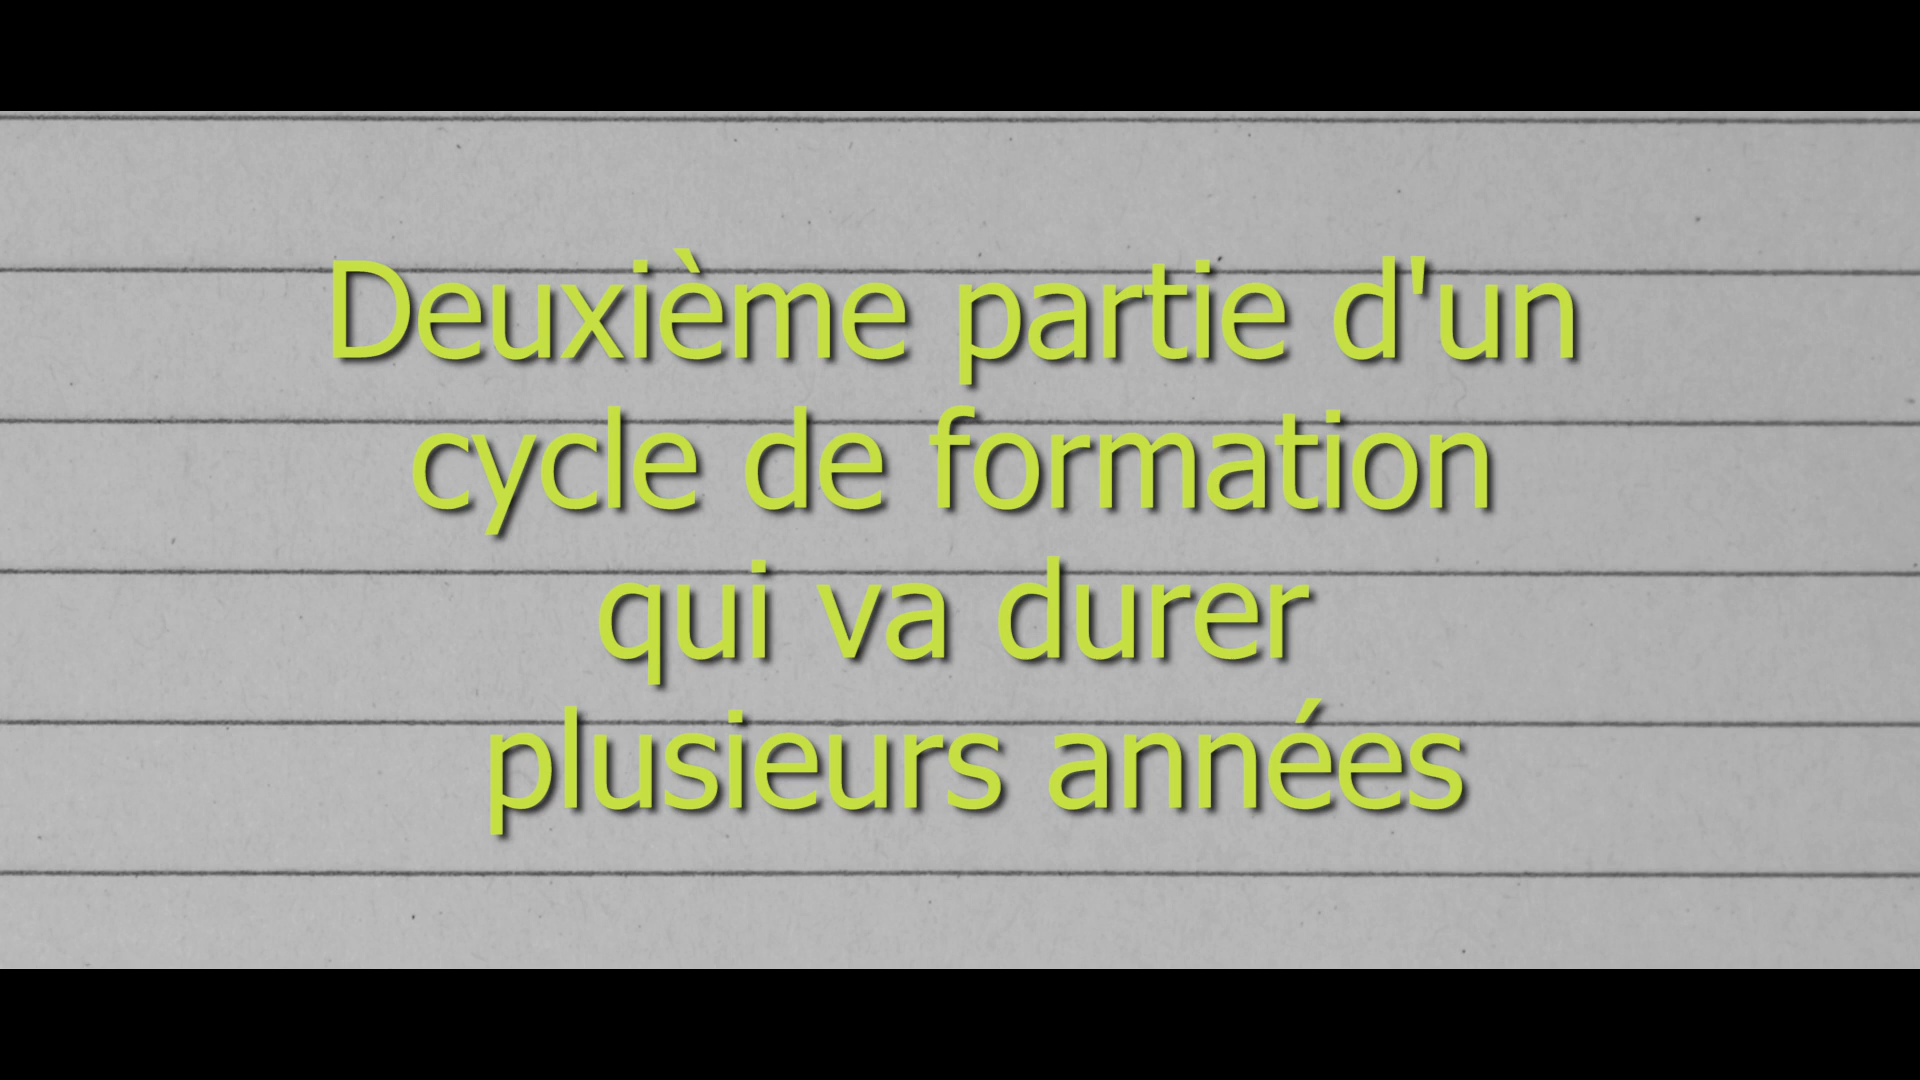 Deuxième partie d'un
cycle de formation
qui va durer
plusieurs années